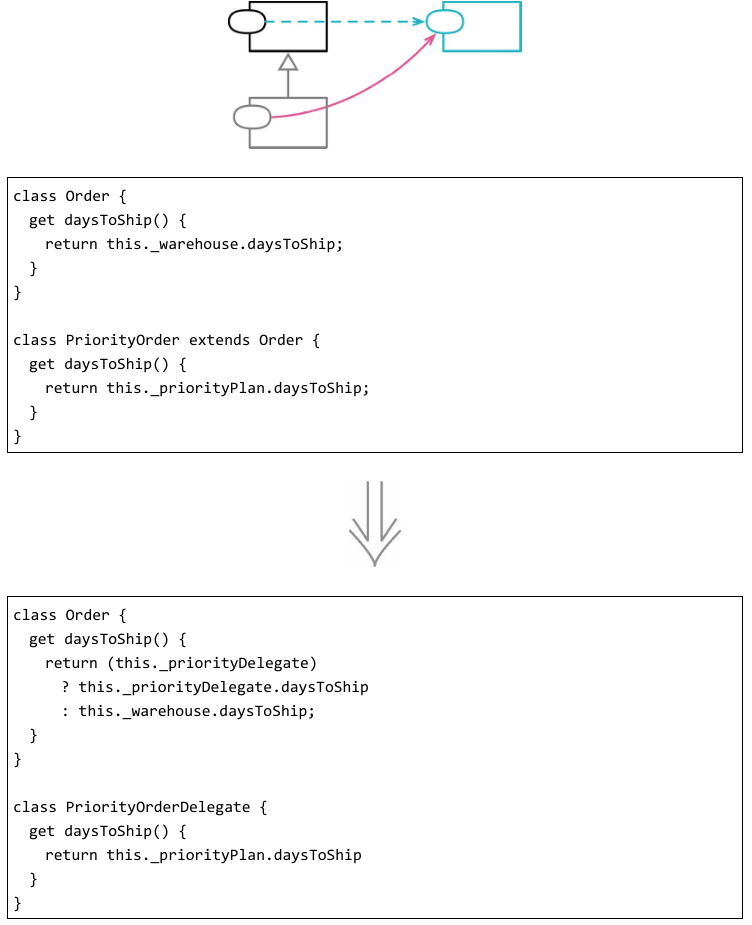 class Order {
  get daysToShip() {
    return this._warehouse.daysToShip;
  }
}

class PriorityOrder extends Order {
  get daysToShip() {
    return this._priorityPlan.daysToShip;
  }
}

class Order {
  get daysToShip() {
    return (this._priorityDelegate)
      ? this._priorityDelegate.daysToShip
      : this._warehouse.daysToShip;
  }
}

class PriorityOrderDelegate {
  get daysToShip() {
    return this._priorityPlan.daysToShip
  }
}